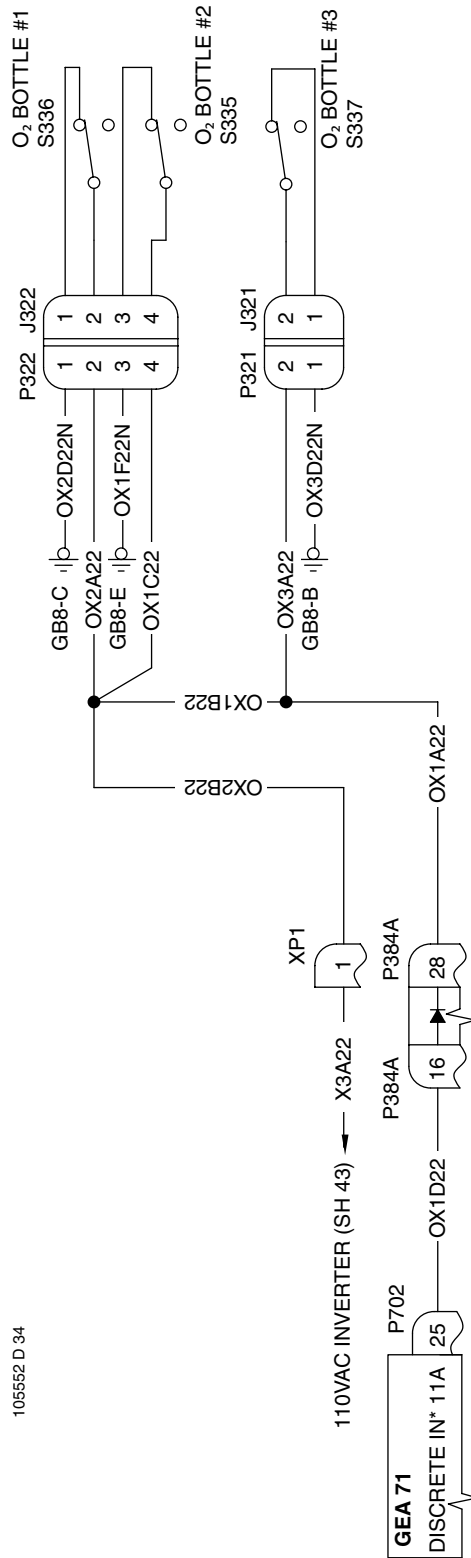 105552 D 34
O₂ BOTTLE #1
S336
O₂ BOTTLE #2
S335
O₂ BOTTLE #3
S337
P322
J322
1
1
2
2
3
3
4
4
P321
J321
2
2
1
1
GB8-C
OX2D22N
OX2A22
GB8-E
OX1F22N
OX1C22
OX3A22
GB8-B
OX3D22N
OX1B22
OX2B22
OX1A22
XP1
1
X3A22
110VAC INVERTER (SH 43)
P384A
P384A
16
28
OX1D22
P702
25
GEA 71
DISCRETE IN* 11A